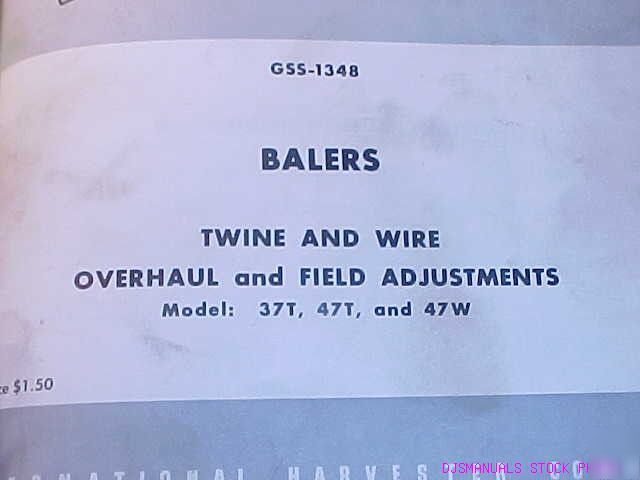 GSS-1348
BALERS
TWINE AND WIRE
OVERHAUL and FIELD ADJUSTMENTS
Model: 37T, 47T, and 47W
$1.50
HARVESTER
DJSMANUALS STOCK